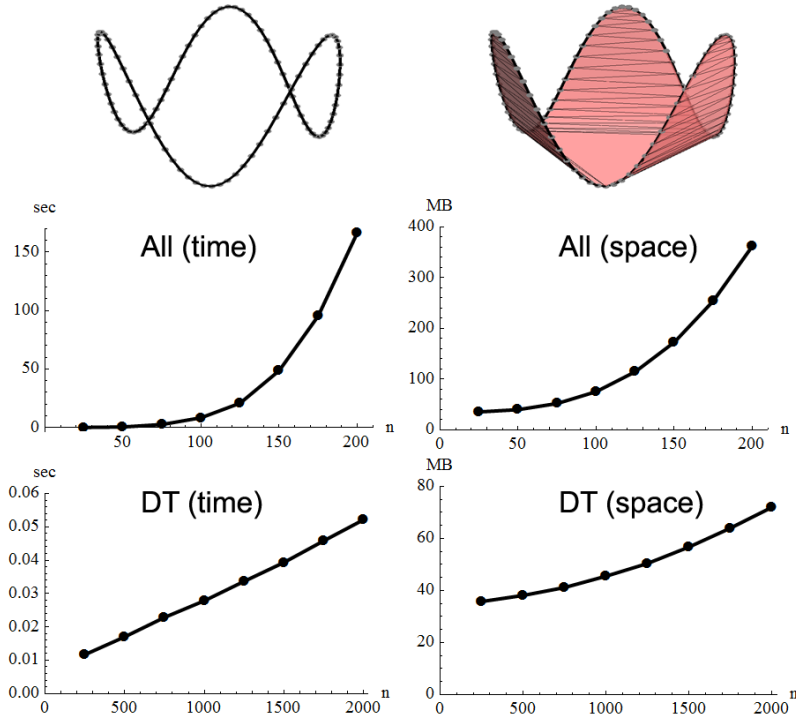 sec
All (time)
150
100
50
0
50 100 150 200 n
MB
All (space)
400
300
200
100
0
0 50 100 150 200 n
sec
DT (time)
0.06
0.05
0.04
0.03
0.02
0.01
0.00
0 500 1000 1500 2000 n
MB
DT (space)
80
60
40
20
0
0 500 1000 1500 2000 n